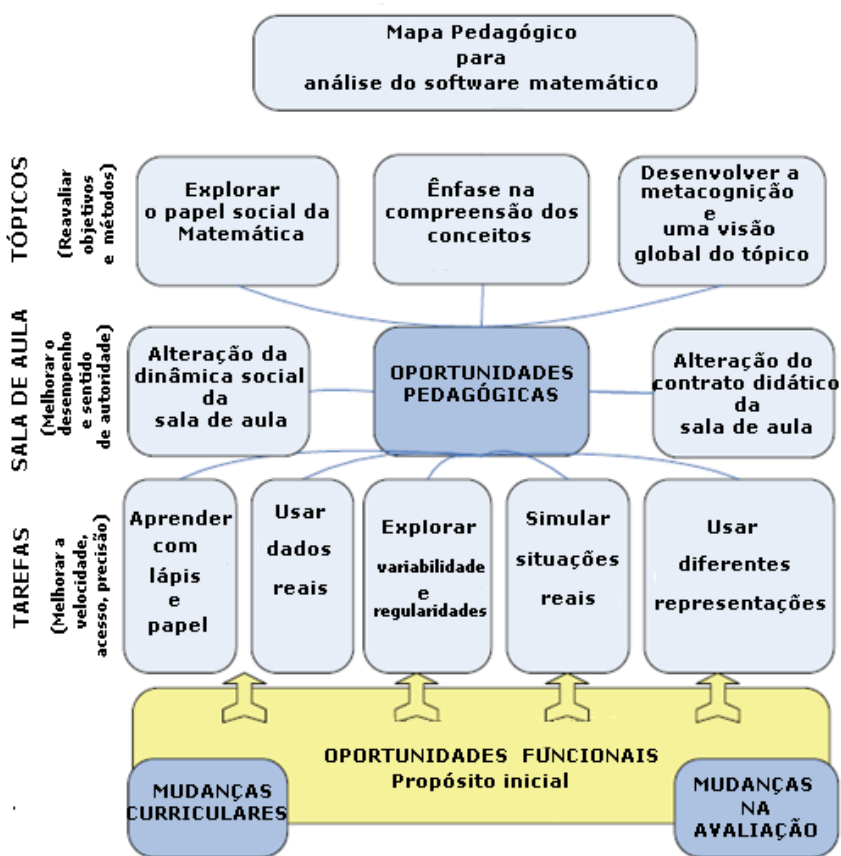 Mapa Pedagógico
para
análise do software matemático
TÓPICOS
(Reavaliar
objetivos
e métodos)
Explorar
o papel social da
Matemática
Ênfase na
compreensão dos
conceitos
Desenvolver a
metacognição
e
uma visão
global do tópico
SALA DE AULA
(Melhorar o
desempenho
e sentido
de autoridade)
Alteração da
dinâmica social
da
sala de aula
OPORTUNIDADES
PEDAGÓGICAS
Alteração do
contrato didático
da
sala de aula
TAREFAS
(Melhorar a
velocidade,
acesso, precisão)
Aprender
com
lápis
e
papel
Usar
dados
reais
Explorar
variabilidade
e
regularidades
Simular
situações
reais
Usar
diferentes
representações
OPORTUNIDADES FUNCIONAIS
Propósito inicial
MUDANÇAS
CURRICULARES
MUDANÇAS
NA
AVALIAÇÃO